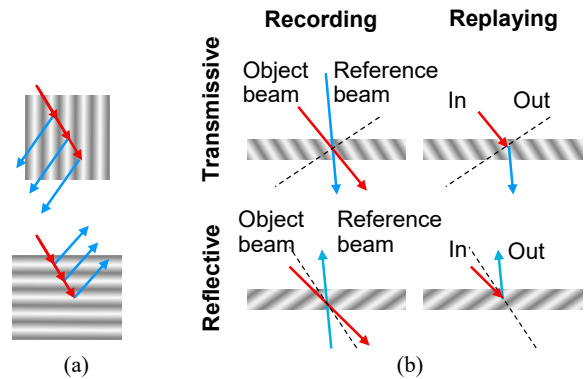 Recording
Replaying
Transmissive
Object
beam
Reference
beam
In
Out
Reflective
Object
beam
Reference
beam
In
Out
(a)
(b)